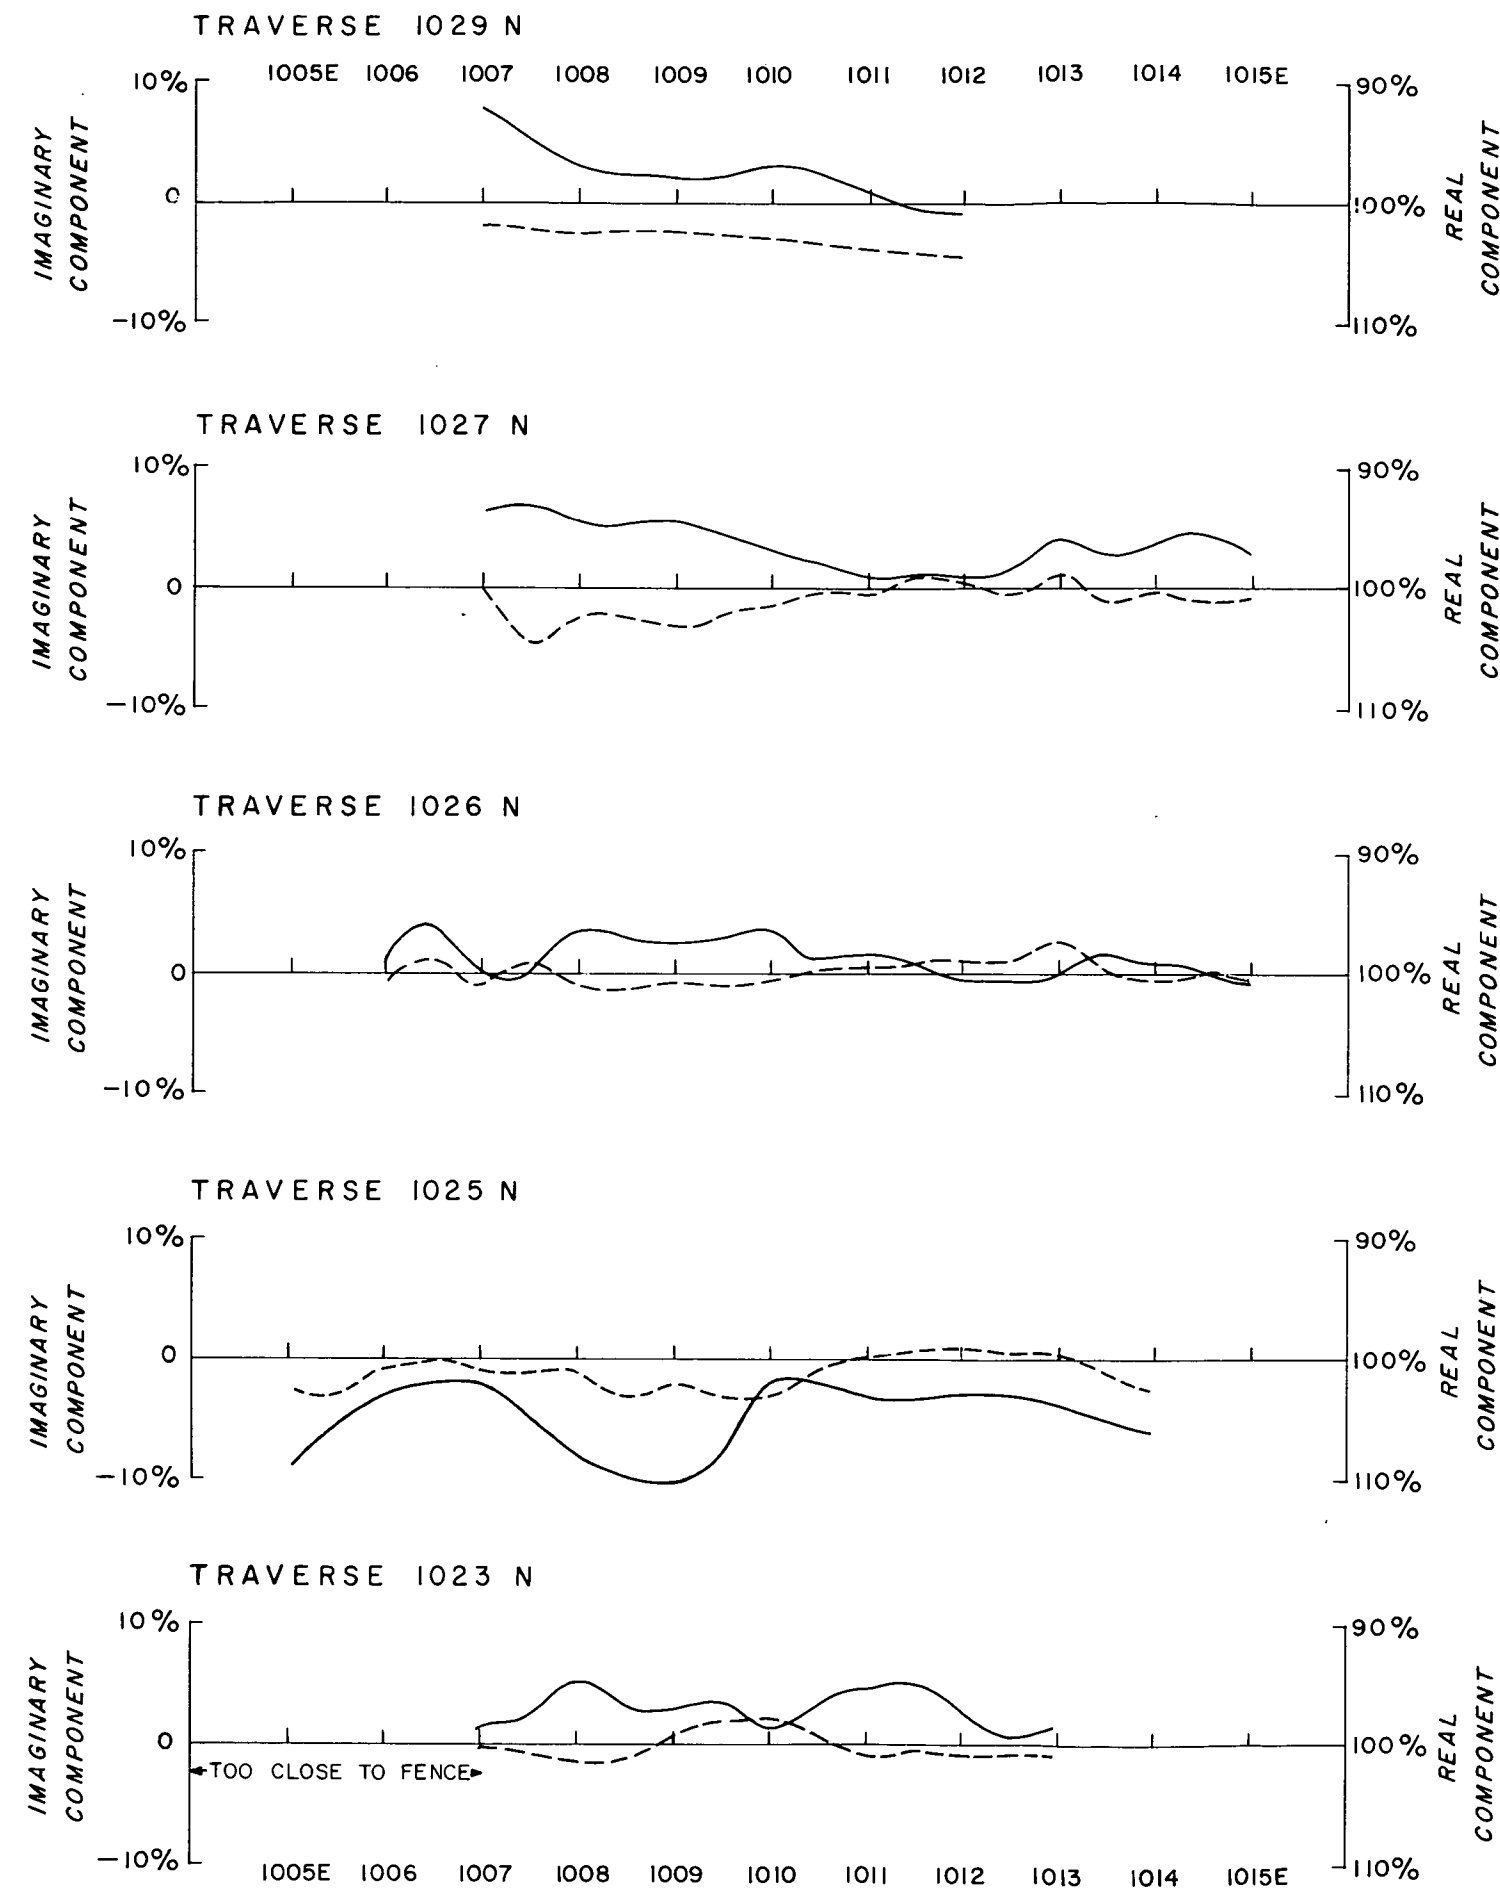 TRAVERSE 1029 N
1005E 1006 1007 1008 1009 1010 1011 1012 1013 1014 1015E
10% 90%
IMAGINARY COMPONENT
REAL COMPONENT
0 100%
-10% 110%
TRAVERSE 1027 N
10% 90%
IMAGINARY COMPONENT
REAL COMPONENT
0 100%
-10% 110%
TRAVERSE 1026 N
10% 90%
IMAGINARY COMPONENT
REAL COMPONENT
0 100%
-10% 110%
TRAVERSE 1025 N
10% 90%
IMAGINARY COMPONENT
REAL COMPONENT
0 100%
-10% 110%
TRAVERSE 1023 N
10% 90%
IMAGINARY COMPONENT
REAL COMPONENT
0 100%
TOO CLOSE TO FENCE
-10% 110%
1005E 1006 1007 1008 1009 1010 1011 1012 1013 1014 1015E